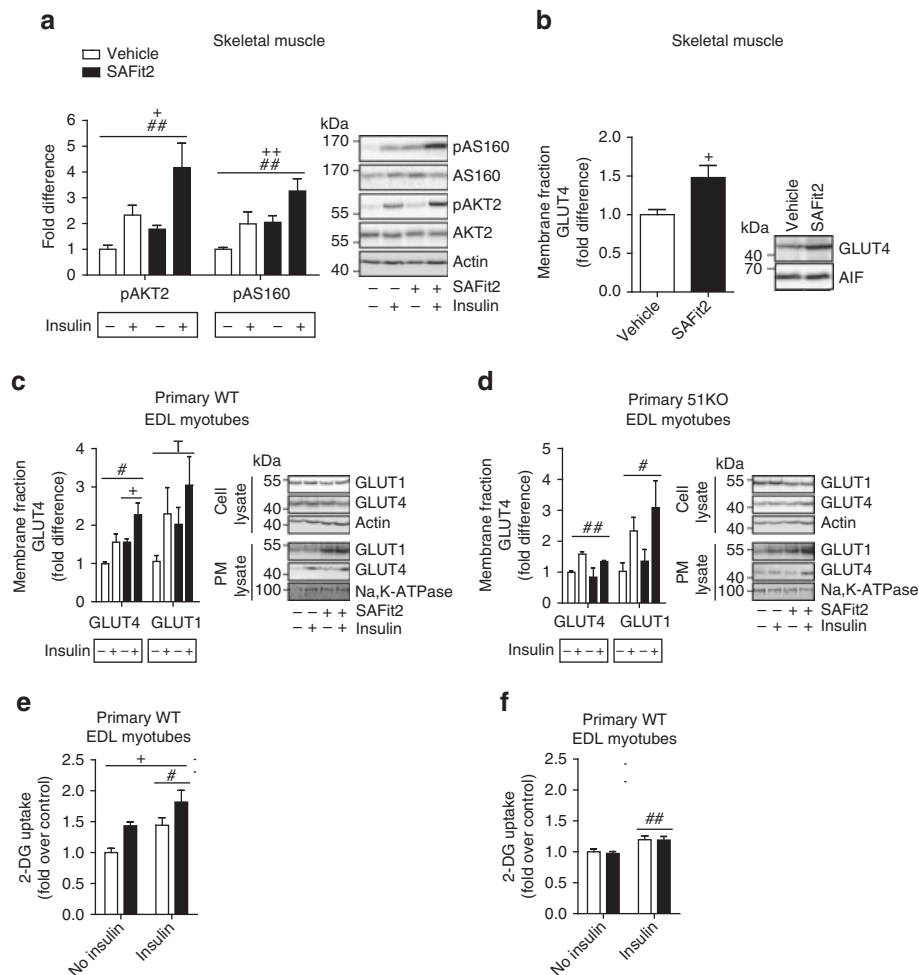 a
Skeletal muscle
Vehicle
SAFit2
Fold difference
0
2
4
6
8
+
##
++
##
pAKT2
pAS160
Insulin
– + – +
– + – +
kDa
170
170
55
55
40
pAS160
AS160
pAKT2
AKT2
Actin
– – + + SAFit2
– + – + Insulin
b
Skeletal muscle
Membrane fraction
GLUT4
(fold difference)
0.0
0.5
1.0
1.5
2.0
+
Vehicle
SAFit2
kDa
Vehicle
SAFit2
40
70
GLUT4
AIF
c
Primary WT
EDL myotubes
Membrane fraction
GLUT4
(fold difference)
0
1
2
3
4
#
+
T
GLUT4
GLUT1
Insulin
– + – +
– + – +
kDa
Cell
lysate
55
40
40
GLUT1
GLUT4
Actin
PM
lysate
55
40
100
GLUT1
GLUT4
Na,K-ATPase
– – + + SAFit2
– + – + Insulin
d
Primary 51KO
EDL myotubes
Membrane fraction
GLUT4
(fold difference)
0
1
2
3
4
5
##
#
GLUT4
GLUT1
Insulin
– + – +
– + – +
kDa
Cell
lysate
55
40
40
GLUT1
GLUT4
Actin
PM
lysate
55
40
100
GLUT1
GLUT4
Na,K-ATPase
– – + + SAFit2
– + – + Insulin
e
Primary WT
EDL myotubes
2-DG uptake
(fold over control)
0.0
0.5
1.0
1.5
2.0
2.5
+
#
No insulin
Insulin
f
Primary WT
EDL myotubes
2-DG uptake
(fold over control)
0.0
0.5
1.0
1.5
2.0
2.5
##
No insulin
Insulin